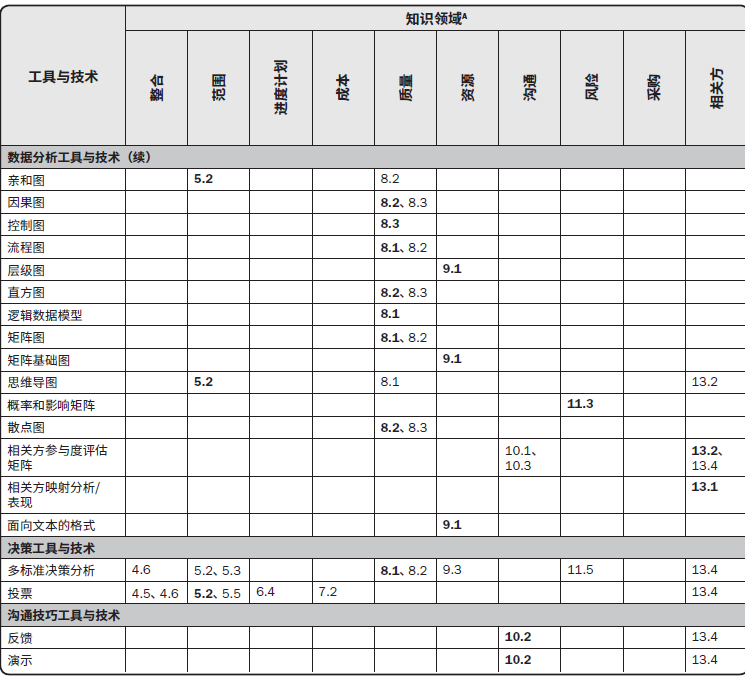 工具与技术
知识领域A
整合
范围
进度计划
成本
质量
资源
沟通
风险
采购
相关方
数据分析工具与技术（续）
亲和图 5.2 8.2
因果图 8.2、8.3
控制图 8.3
流程图 8.1、8.2
层级图 9.1
直方图 8.2、8.3
逻辑数据模型 8.1
矩阵图 8.1、8.2
矩阵基础图 9.1
思维导图 5.2 8.1 13.2
概率和影响矩阵 11.3
散点图 8.2、8.3
相关方参与度评估 10.1、 13.2、
矩阵 10.3 13.4
相关方映射分析/ 13.1
表现
面向文本的格式 9.1
决策工具与技术
多标准决策分析 4.6 5.2、5.3 8.1、8.2 9.3 11.5 13.4
投票 4.5、4.6 5.2、5.5 6.4 7.2 13.4
沟通技巧工具与技术
反馈 10.2 13.4
演示 10.2 13.4